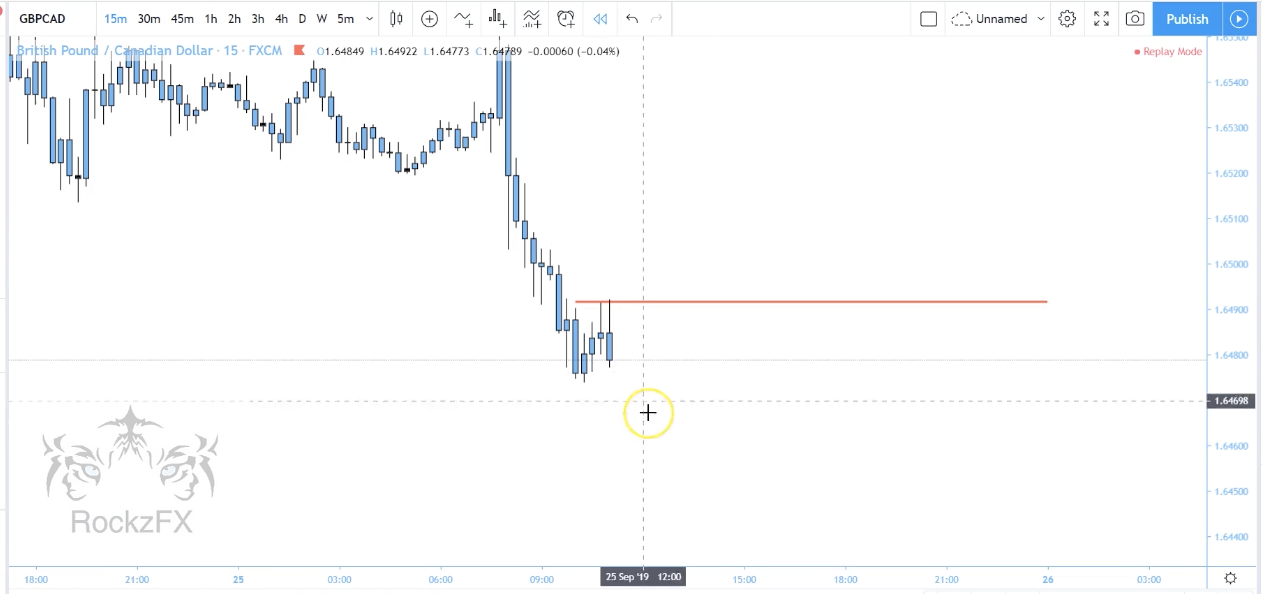 GBPCAD 15m 30m 45m 1h 2h 3h 4h D W 5m Unnamed Publish
British Pound / Canadian Dollar · 15 · FXCM O1.64849 H1.64922 L1.64773 C1.64789 -0.00060 (-0.04%) Replay Mode
1.65400
1.65300
1.65200
1.65100
1.65000
1.64900
1.64800
1.64698
1.64600
1.64500
1.64400
RockzFX
18:00 21:00 25 03:00 06:00 09:00 25 Sep '19 12:00 15:00 18:00 21:00 26 03:00